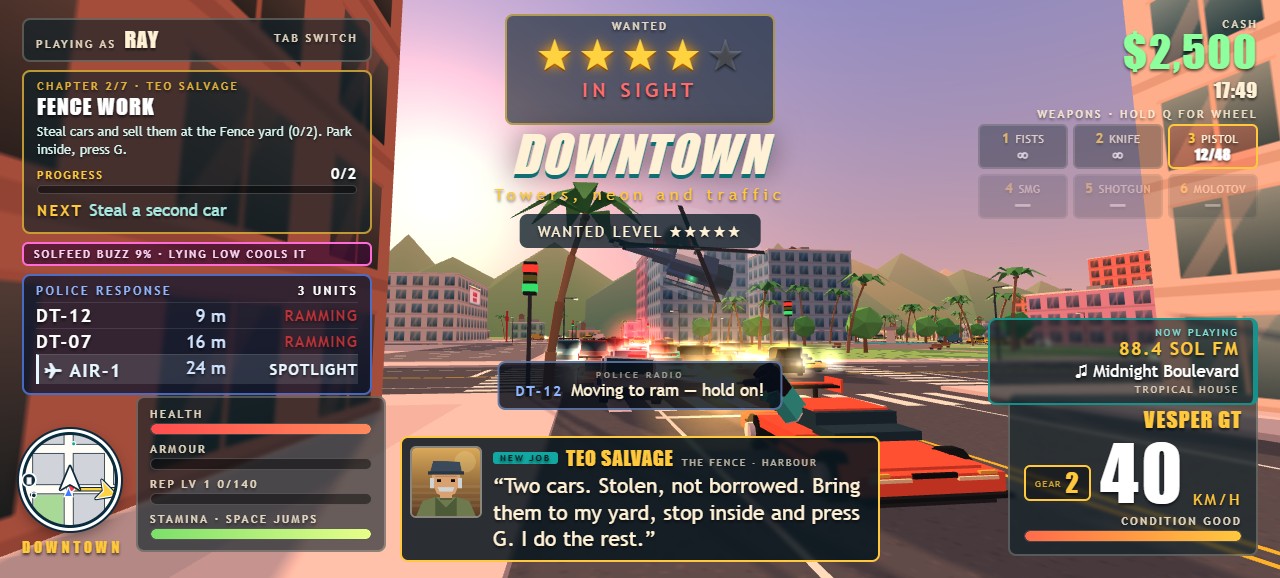 PLAYING AS RAY TAB SWITCH
CHAPTER 2/7 · TEO SALVAGE
FENCE WORK
Steal cars and sell them at the Fence yard (0/2). Park
inside, press G.
PROGRESS 0/2
NEXT Steal a second car
SOLFEED BUZZ 9% · LYING LOW COOLS IT
POLICE RESPONSE 3 UNITS
DT-12 9 m RAMMING
DT-07 16 m RAMMING
AIR-1 24 m SPOTLIGHT
HEALTH
ARMOUR
REP LV 1 0/140
STAMINA · SPACE JUMPS
DOWNTOWN
WANTED
IN SIGHT
DOWNTOWN
Towers, neon and traffic
WANTED LEVEL ★★★★★
POLICE RADIO
DT-12 Moving to ram — hold on!
NEW JOB TEO SALVAGE THE FENCE · HARBOUR
“Two cars. Stolen, not borrowed. Bring
them to my yard, stop inside and press
G. I do the rest.”
CASH
$2,500
17:49
WEAPONS · HOLD Q FOR WHEEL
1 FISTS ∞
2 KNIFE ∞
3 PISTOL 12/48
4 SMG —
5 SHOTGUN —
6 MOLOTOV —
NOW PLAYING
88.4 SOL FM
♫ Midnight Boulevard
TROPICAL HOUSE
VESPER GT
GEAR 2 40 KM/H
CONDITION GOOD